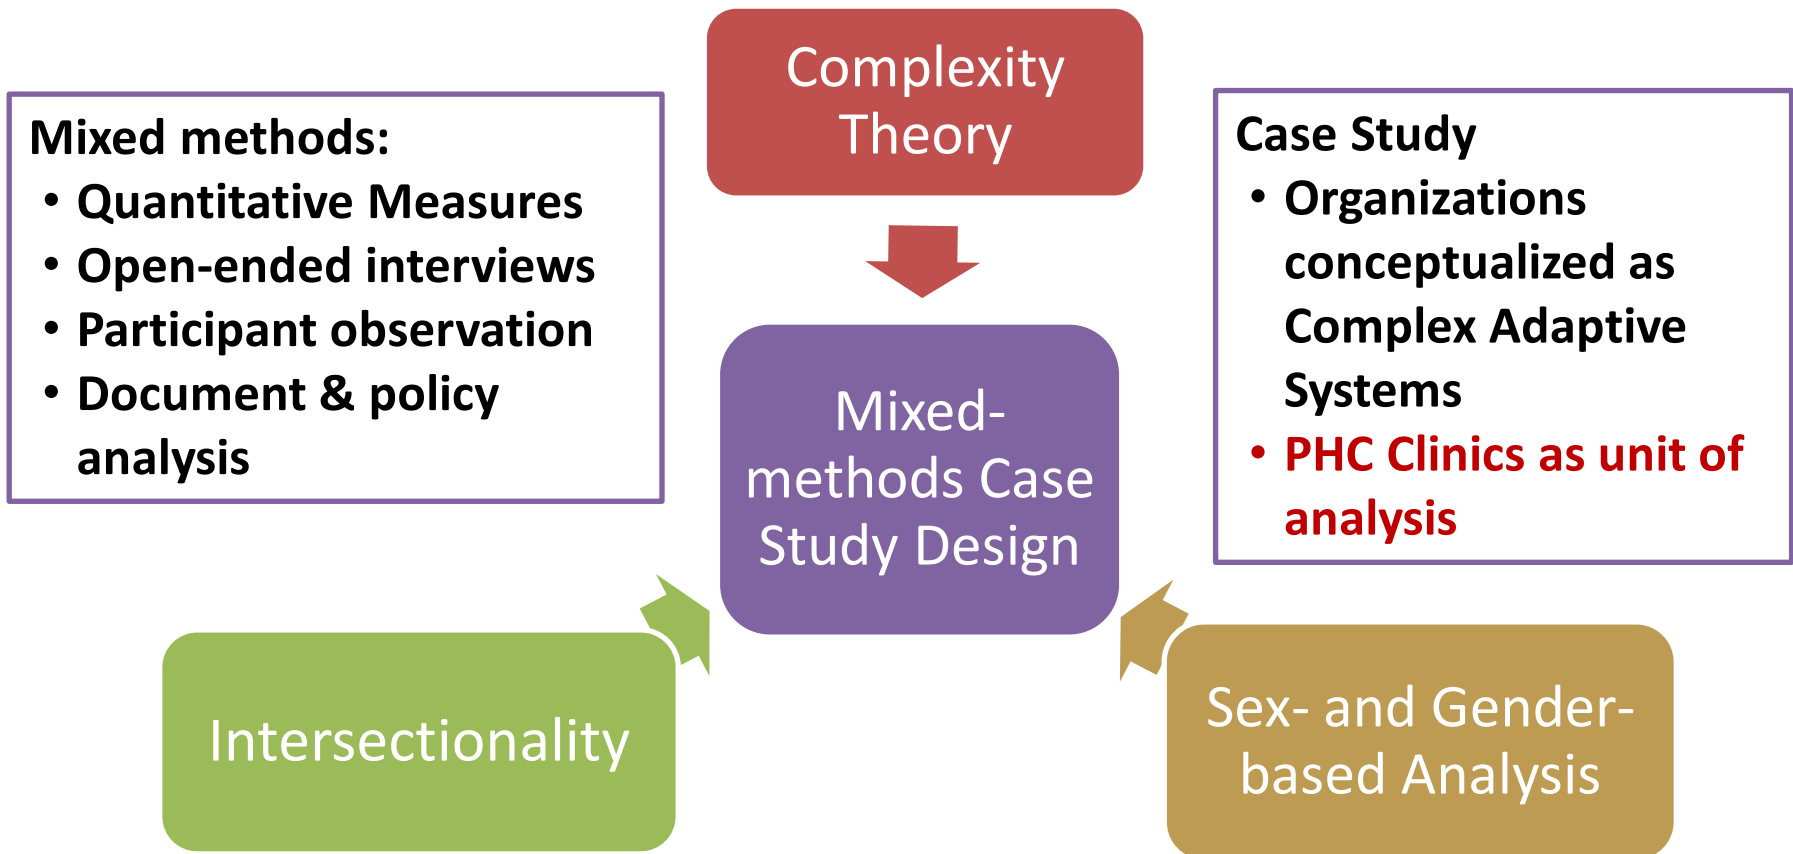 Complexity
Theory
Mixed methods:
• Quantitative Measures
• Open-ended interviews
• Participant observation
• Document & policy
analysis
Case Study
• Organizations
conceptualized as
Complex Adaptive
Systems
• PHC Clinics as unit of
analysis
Mixed-
methods Case
Study Design
Intersectionality
Sex- and Gender-
based Analysis